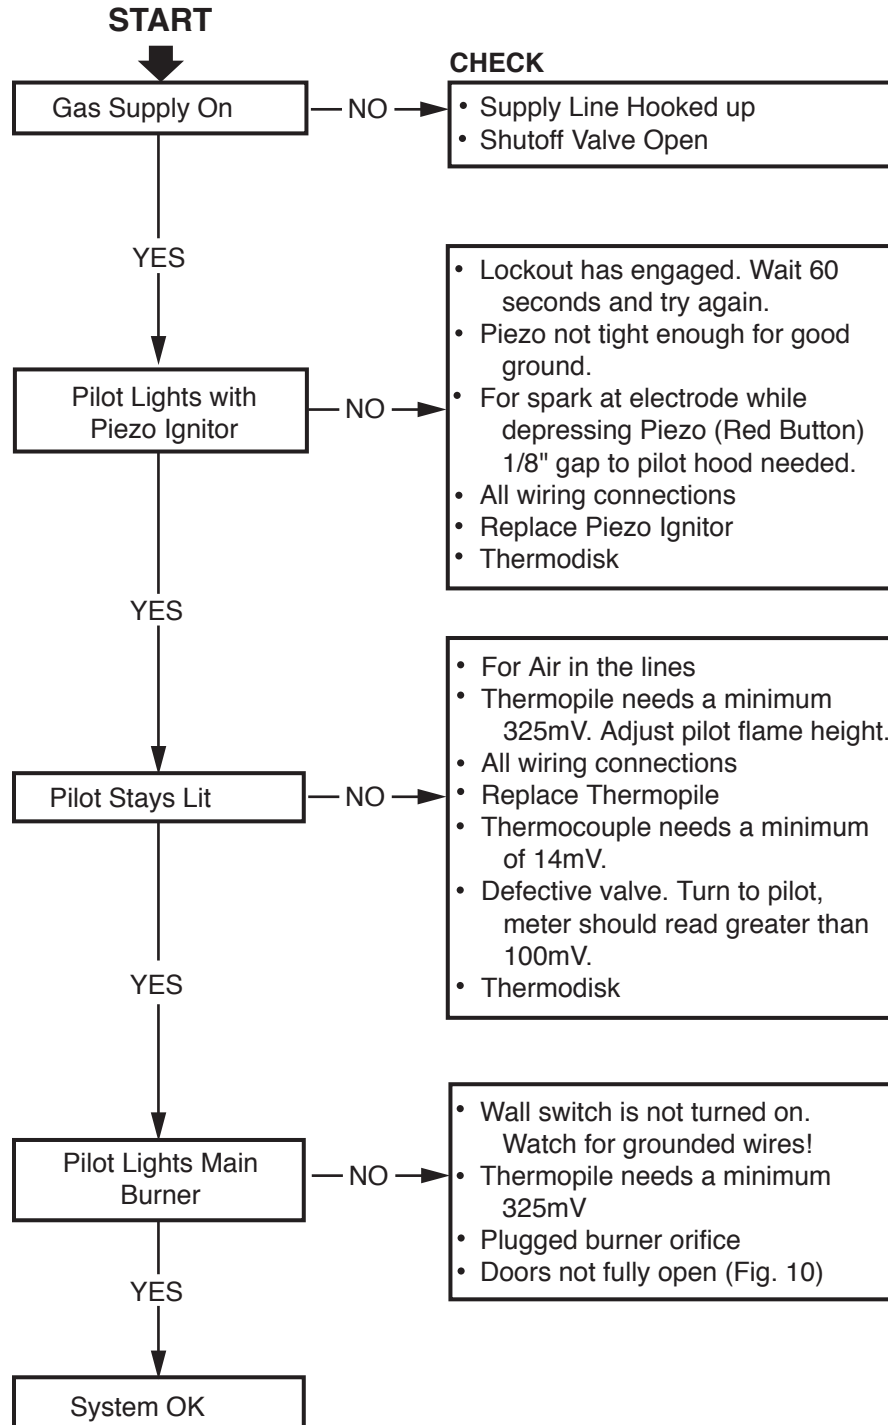 START
CHECK
Gas Supply On
NO
• Supply Line Hooked up
• Shutoff Valve Open
YES
Pilot Lights with
Piezo Ignitor
NO
• Lockout has engaged. Wait 60
seconds and try again.
• Piezo not tight enough for good
ground.
• For spark at electrode while
depressing Piezo (Red Button)
1/8" gap to pilot hood needed.
• All wiring connections
• Replace Piezo Ignitor
• Thermodisk
YES
Pilot Stays Lit
NO
• For Air in the lines
• Thermopile needs a minimum
325mV. Adjust pilot flame height.
• All wiring connections
• Replace Thermopile
• Thermocouple needs a minimum
of 14mV.
• Defective valve. Turn to pilot,
meter should read greater than
100mV.
• Thermodisk
YES
Pilot Lights Main
Burner
NO
• Wall switch is not turned on.
Watch for grounded wires!
• Thermopile needs a minimum
325mV
• Plugged burner orifice
• Doors not fully open (Fig. 10)
YES
System OK